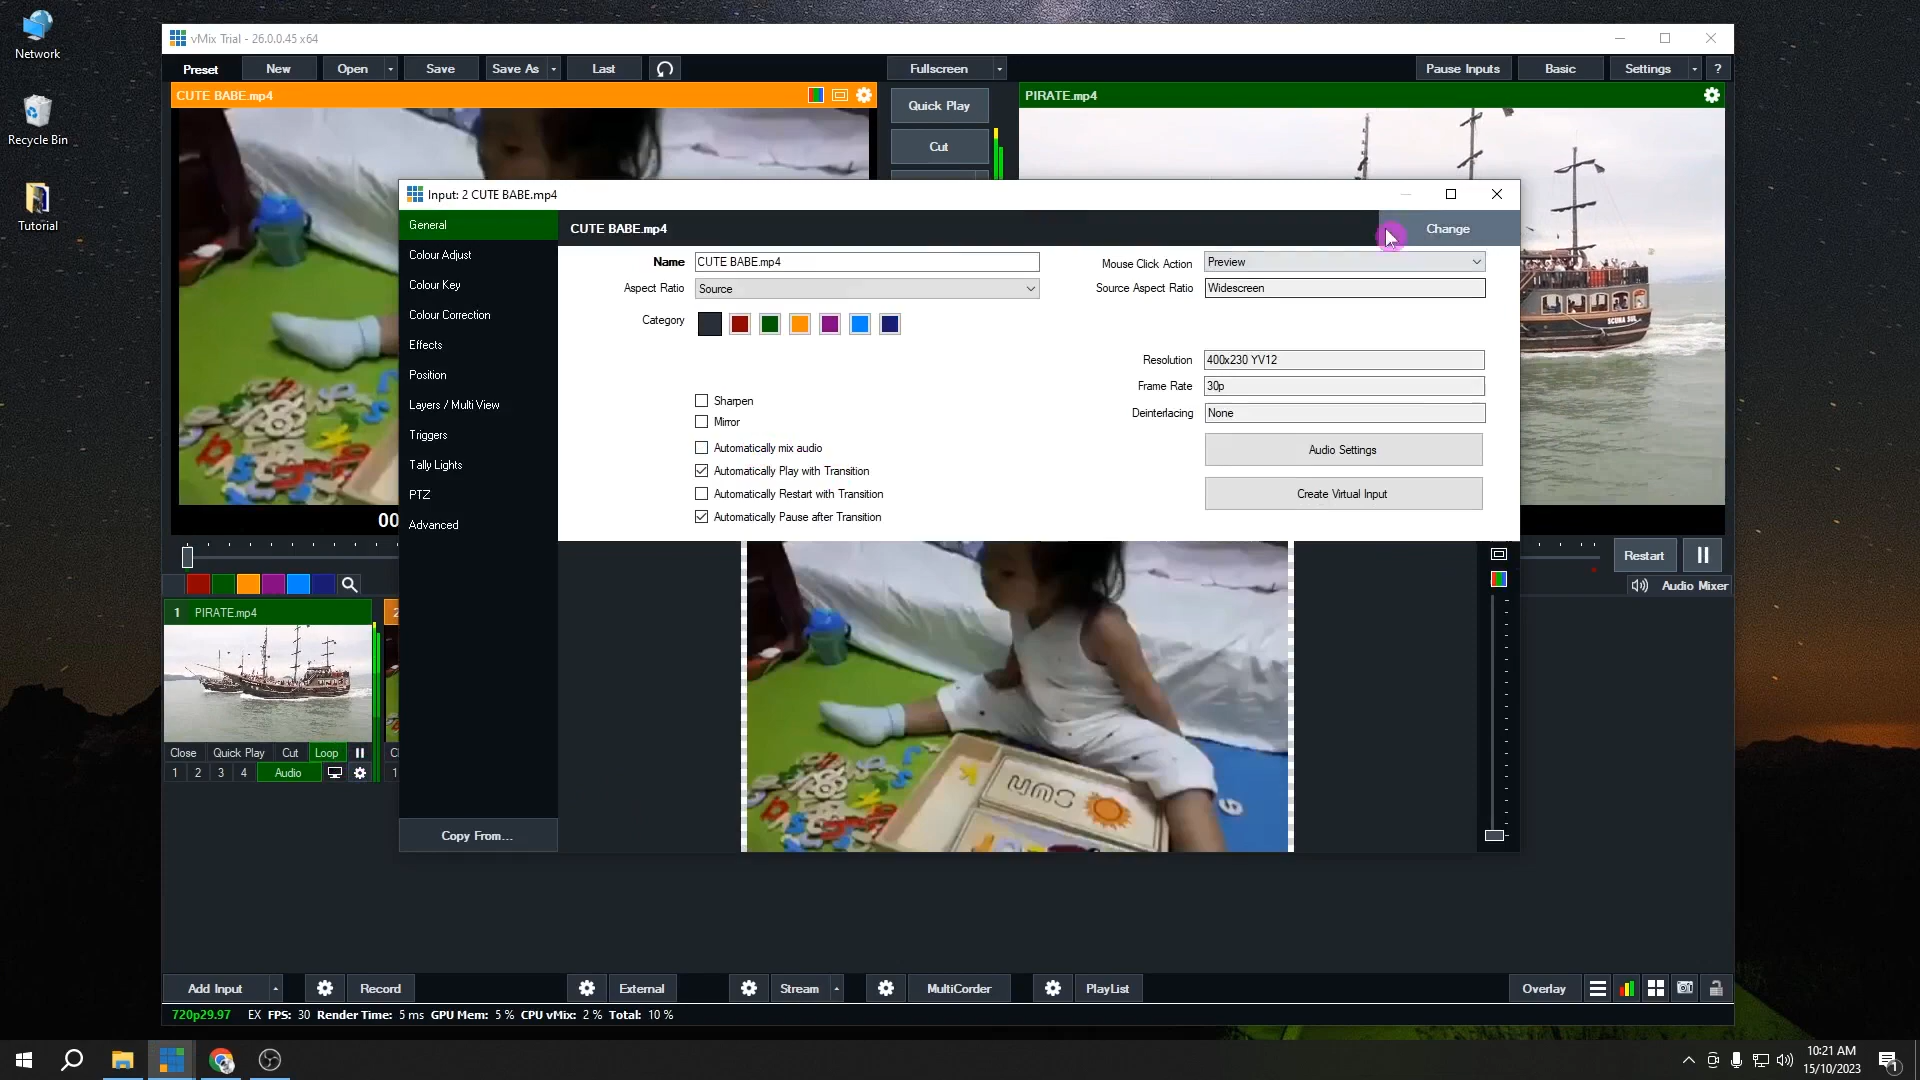 Network
Recycle Bin
Tutorial
vMix Trial - 26.0.0.45 x64
Preset
New
Open
Save
Save As
Last
Fullscreen
Pause Inputs
Basic
Settings
?
CUTE BABE.mp4
Quick Play
Cut
PIRATE.mp4
Input: 2 CUTE BABE.mp4
General
Colour Adjust
Colour Key
Colour Correction
Effects
Position
Layers / Multi View
Triggers
Tally Lights
PTZ
Advanced
Copy From...
CUTE BABE.mp4
Change
Name
CUTE BABE.mp4
Mouse Click Action
Preview
Aspect Ratio
Source
Source Aspect Ratio
Widescreen
Category
Resolution
400x230 YV12
Frame Rate
30p
Deinterlacing
None
Sharpen
Mirror
Automatically mix audio
Automatically Play with Transition
Automatically Restart with Transition
Automatically Pause after Transition
Audio Settings
Create Virtual Input
SCUNA SUL
00
Restart
Audio Mixer
1 PIRATE.mp4
2
Close
Quick Play
Cut
Loop
1 2 3 4
Audio
1
SUN
Add Input
Record
External
Stream
MultiCorder
PlayList
Overlay
720p29.97 EX FPS: 30 Render Time: 5 ms GPU Mem: 5 % CPU vMix: 2 % Total: 10 %
10:21 AM
15/10/2023
1